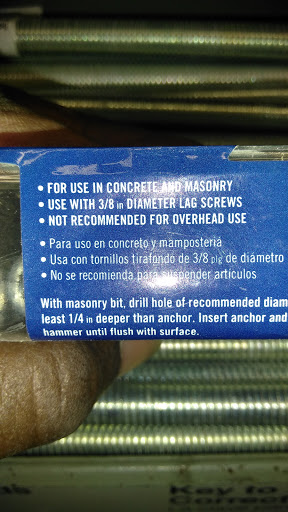 • FOR USE IN CONCRETE AND MASONRY
• USE WITH 3/8 in DIAMETER LAG SCREWS
• NOT RECOMMENDED FOR OVERHEAD USE
• Para uso en concreto y mampostería
• Usa con tornillos tirafondo de 3/8 plg de diámetro
• No se recomienda para suspender artículos
With masonry bit, drill hole of recommended diam
least 1/4 in deeper than anchor. Insert anchor and
hammer until flush with surface.
Key to
Correct